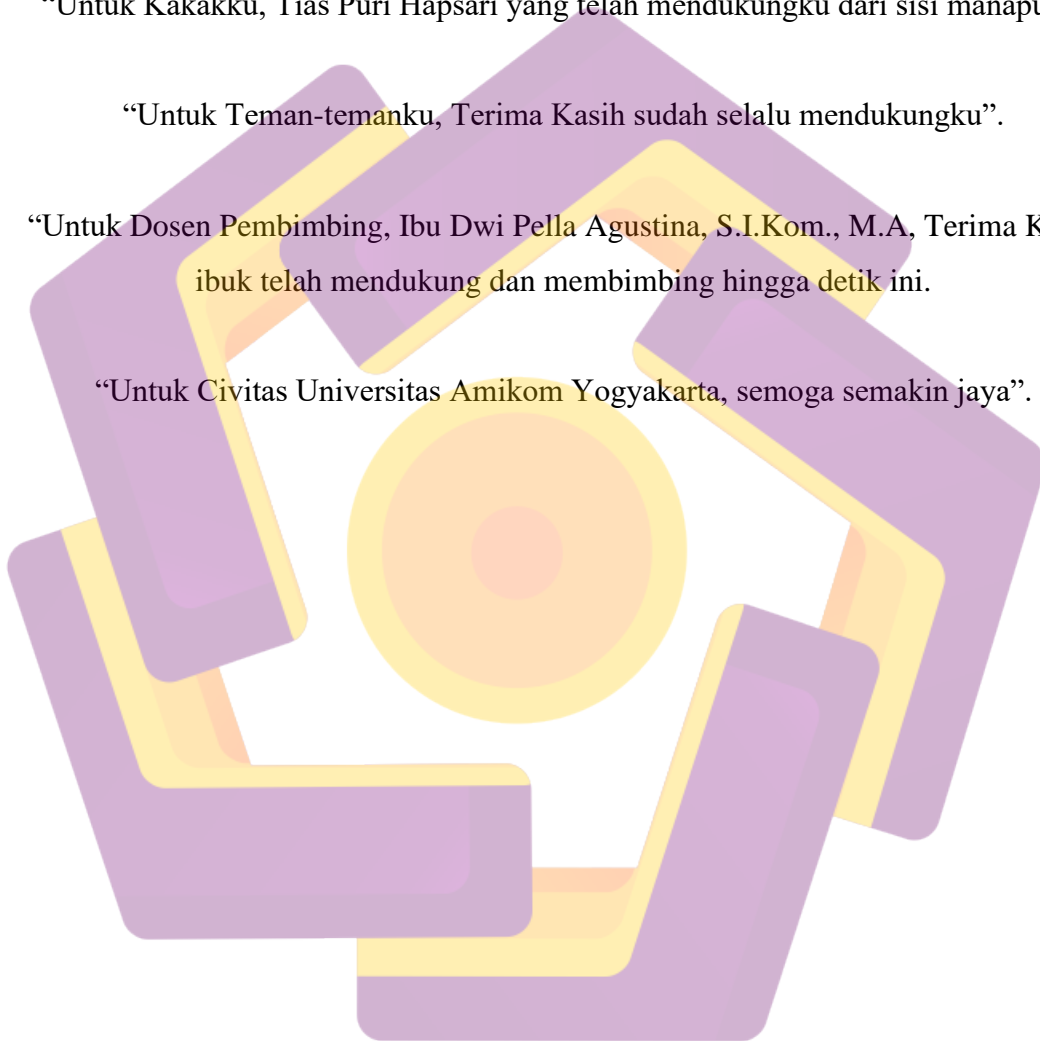 “Untuk Kakakku, Tias Puri Hapsari yang telah mendukungku dari sisi manapu
“Untuk Teman-temanku, Terima Kasih sudah selalu mendukungku”.
“Untuk Dosen Pembimbing, Ibu Dwi Pella Agustina, S.I.Kom., M.A, Terima K
ibuk telah mendukung dan membimbing hingga detik ini.
“Untuk Civitas Universitas Amikom Yogyakarta, semoga semakin jaya”.